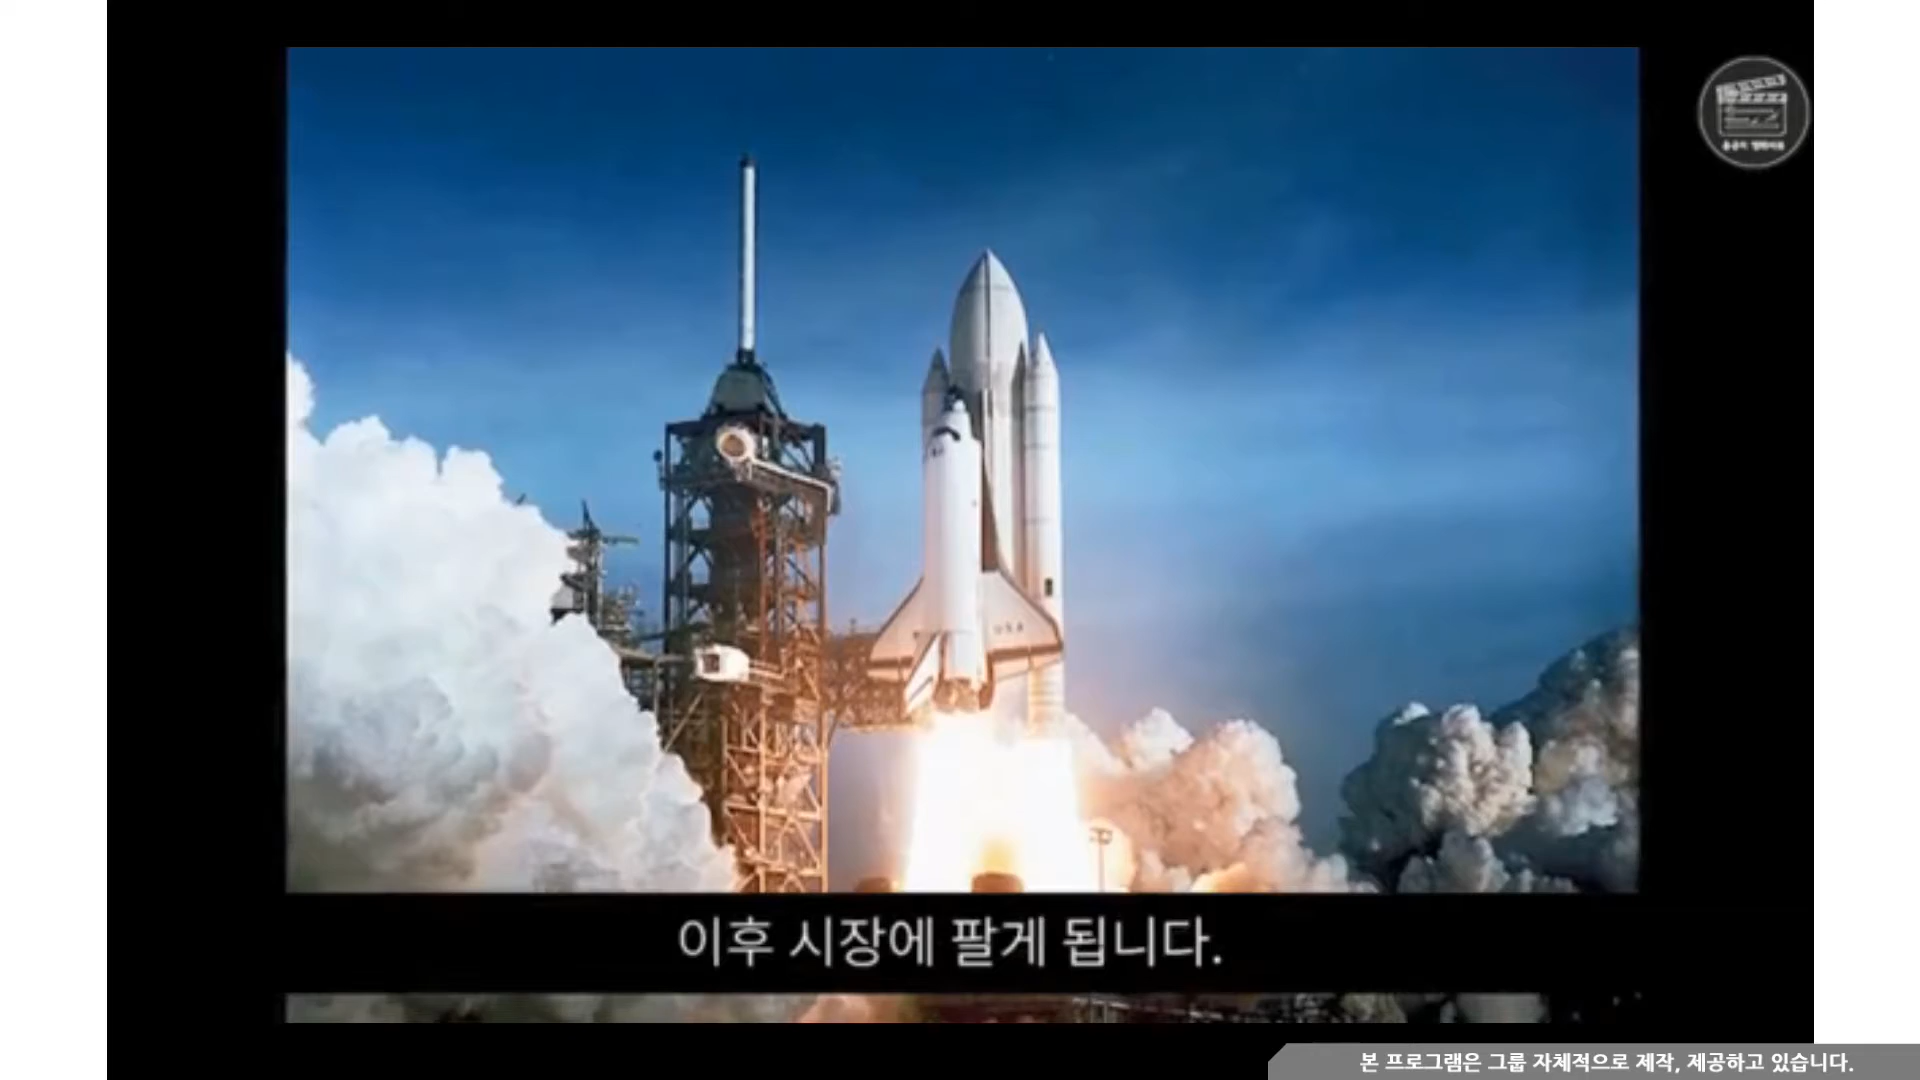 USA
이후 시장에 팔게 됩니다.
본 프로그램은 그룹 자체적으로 제작, 제공하고 있습니다.